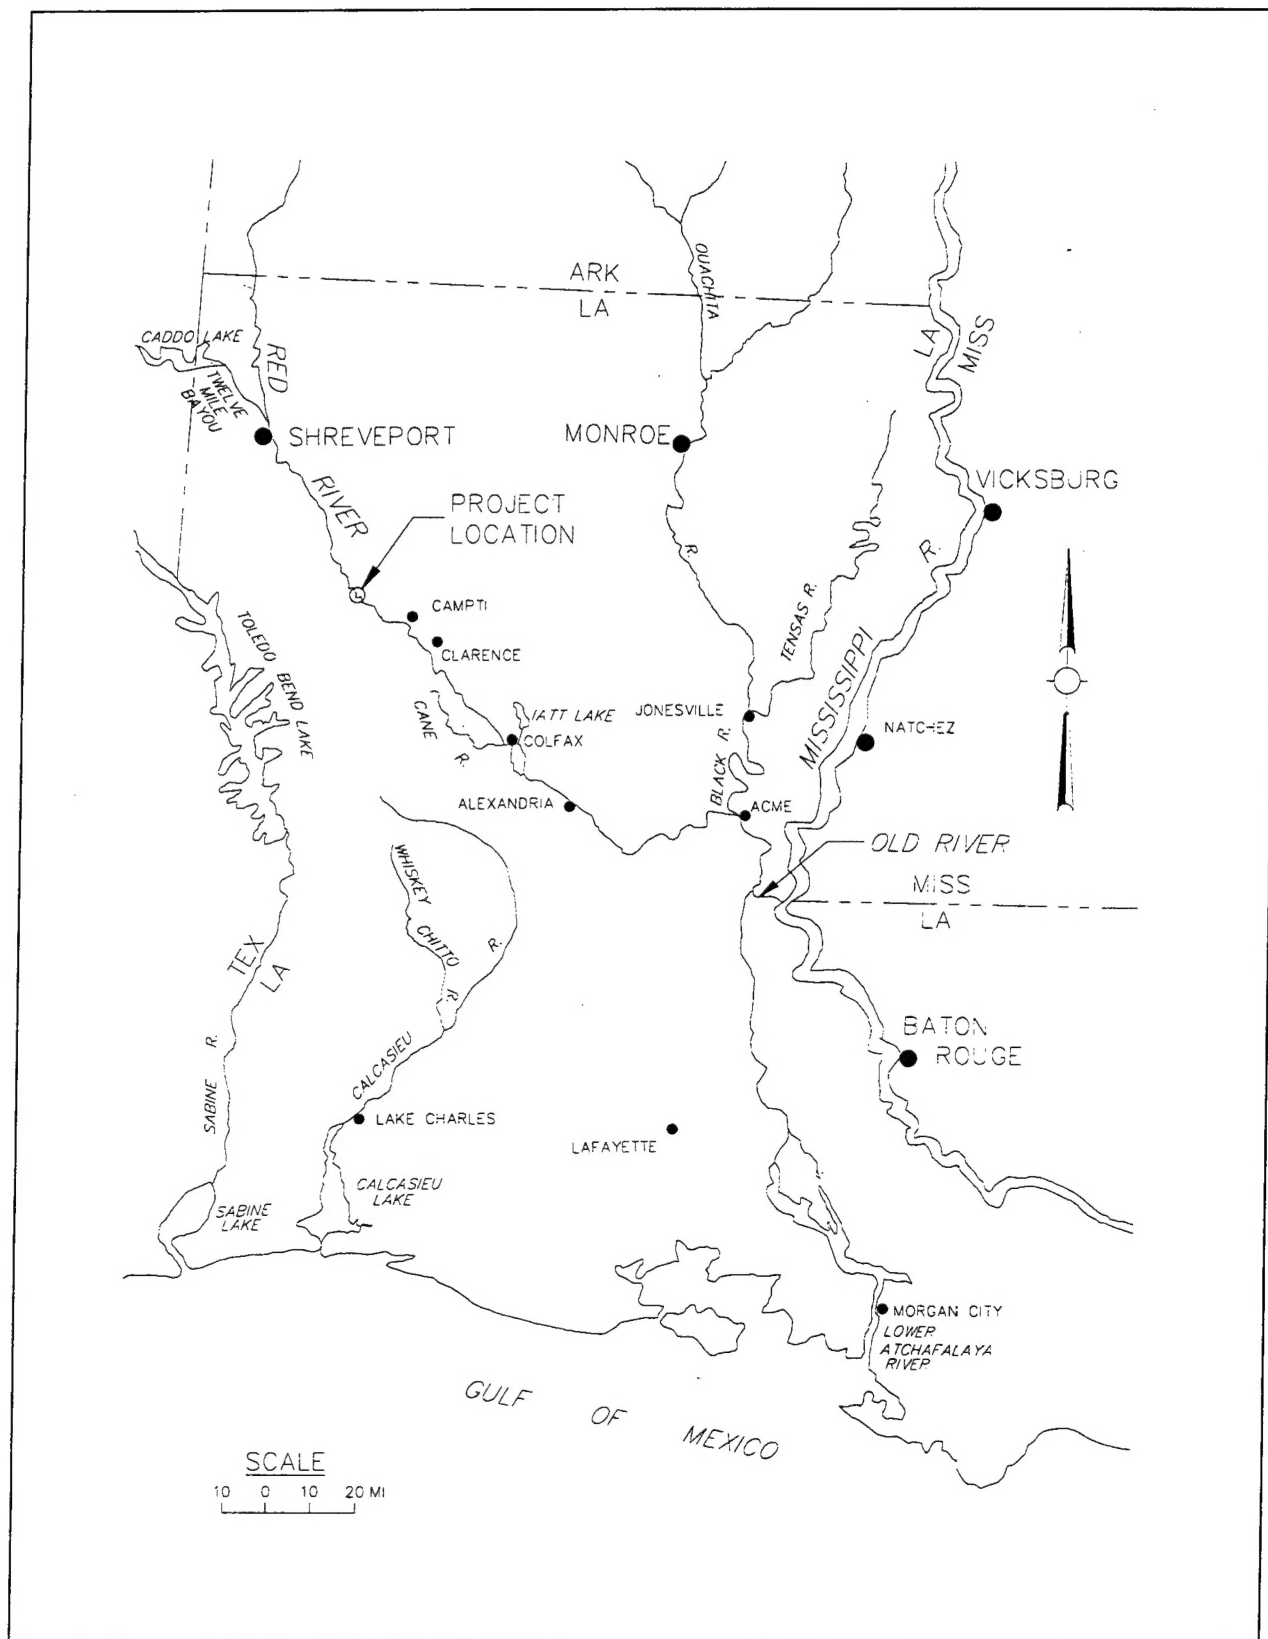 ARK
LA
OUACHITA
LA
MISS
CADDO LAKE
RED
TWELVE
MILE
BAYOU
SHREVEPORT
MONROE
RIVER
VICKSBURG
PROJECT
LOCATION
R.
R.
CAMPTI
TENSAS R.
CLARENCE
TOLEDO BEND LAKE
MISSISSIPPI
CANE
R.
IATT LAKE
JONESVILLE
COLFAX
NATCHEZ
BLACK R.
ALEXANDRIA
ACME
OLD RIVER
WHISKEY
CHITTO
R.
MISS
LA
R.
TEX
LA
BATON
ROUGE
SABINE R.
CALCASIEU
LAKE CHARLES
LAFAYETTE
CALCASIEU
LAKE
SABINE
LAKE
MORGAN CITY
LOWER
ATCHAFALAYA
RIVER
GULF OF MEXICO
SCALE
10 0 10 20 MI